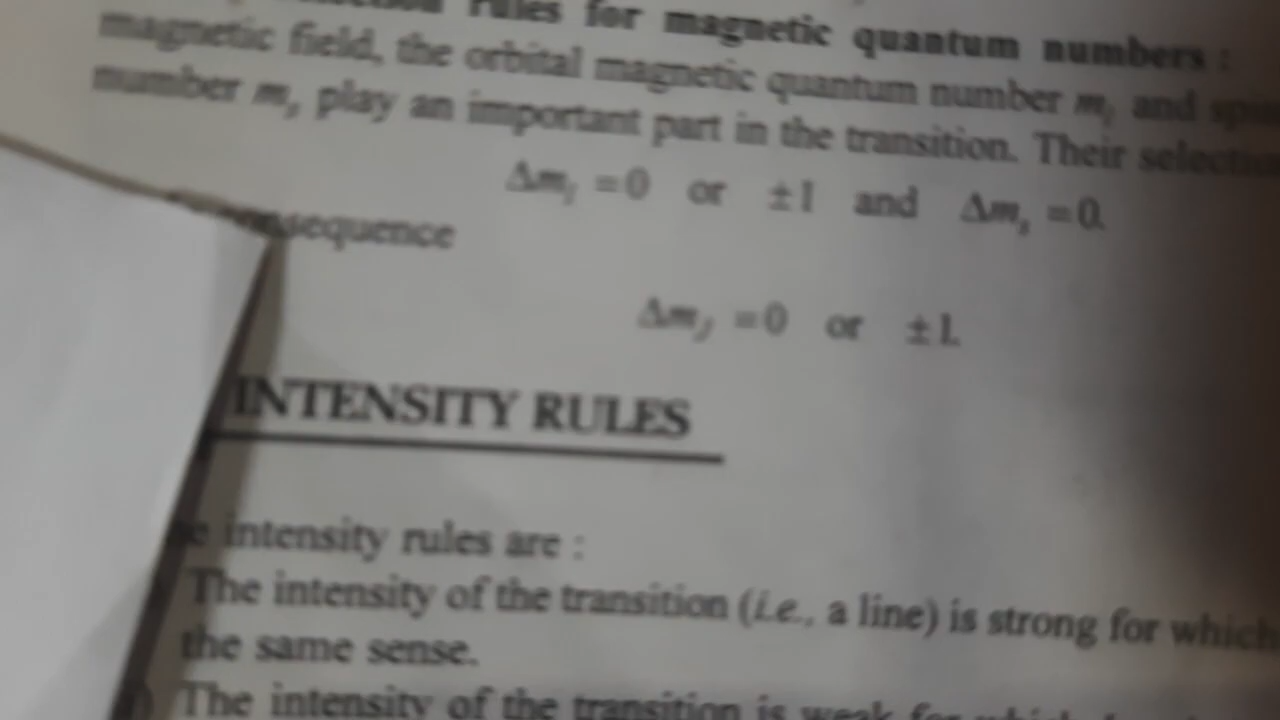 rules for magnetic quantum numbers :
magnetic field, the orbital magnetic quantum number mₗ and
number mₛ play an important part in the transition. Their
Δmₗ = 0 or ±1 and Δmₛ = 0.
Δmⱼ = 0 or ±1.
INTENSITY RULES
intensity rules are :
The intensity of the transition (i.e., a line) is strong for which
the same sense.
The intensity of the transition is weak for which